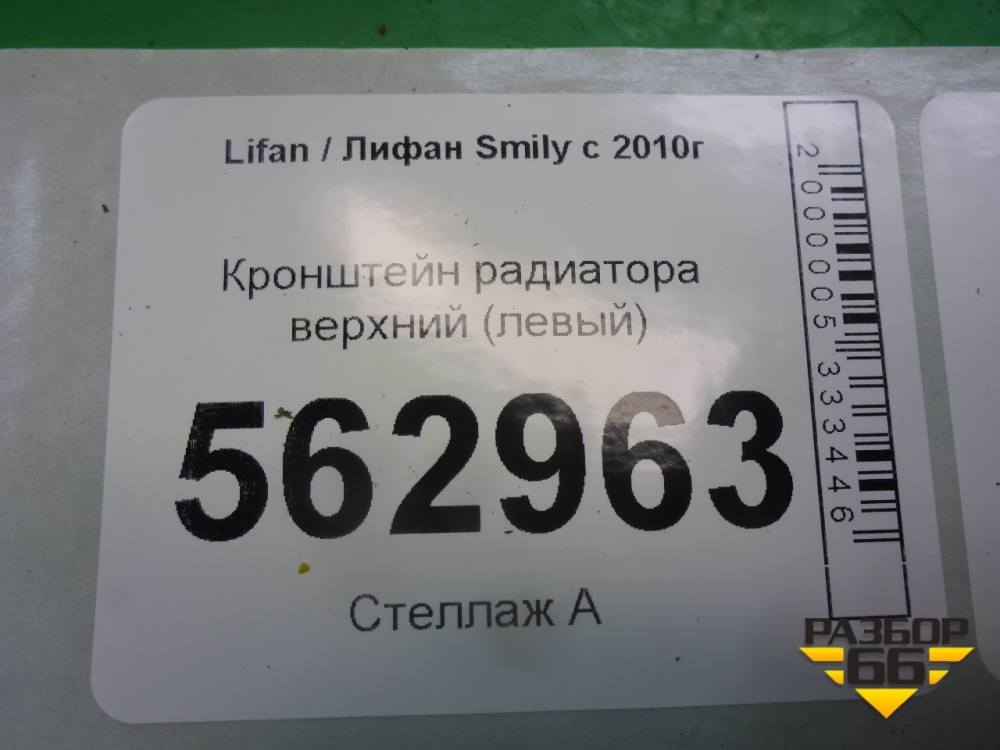 Lifan / Лифан Smily с 2010г
Кронштейн радиатора
верхний (левый)
562963
Стеллаж А
2000005333446
РАЗБОР
66